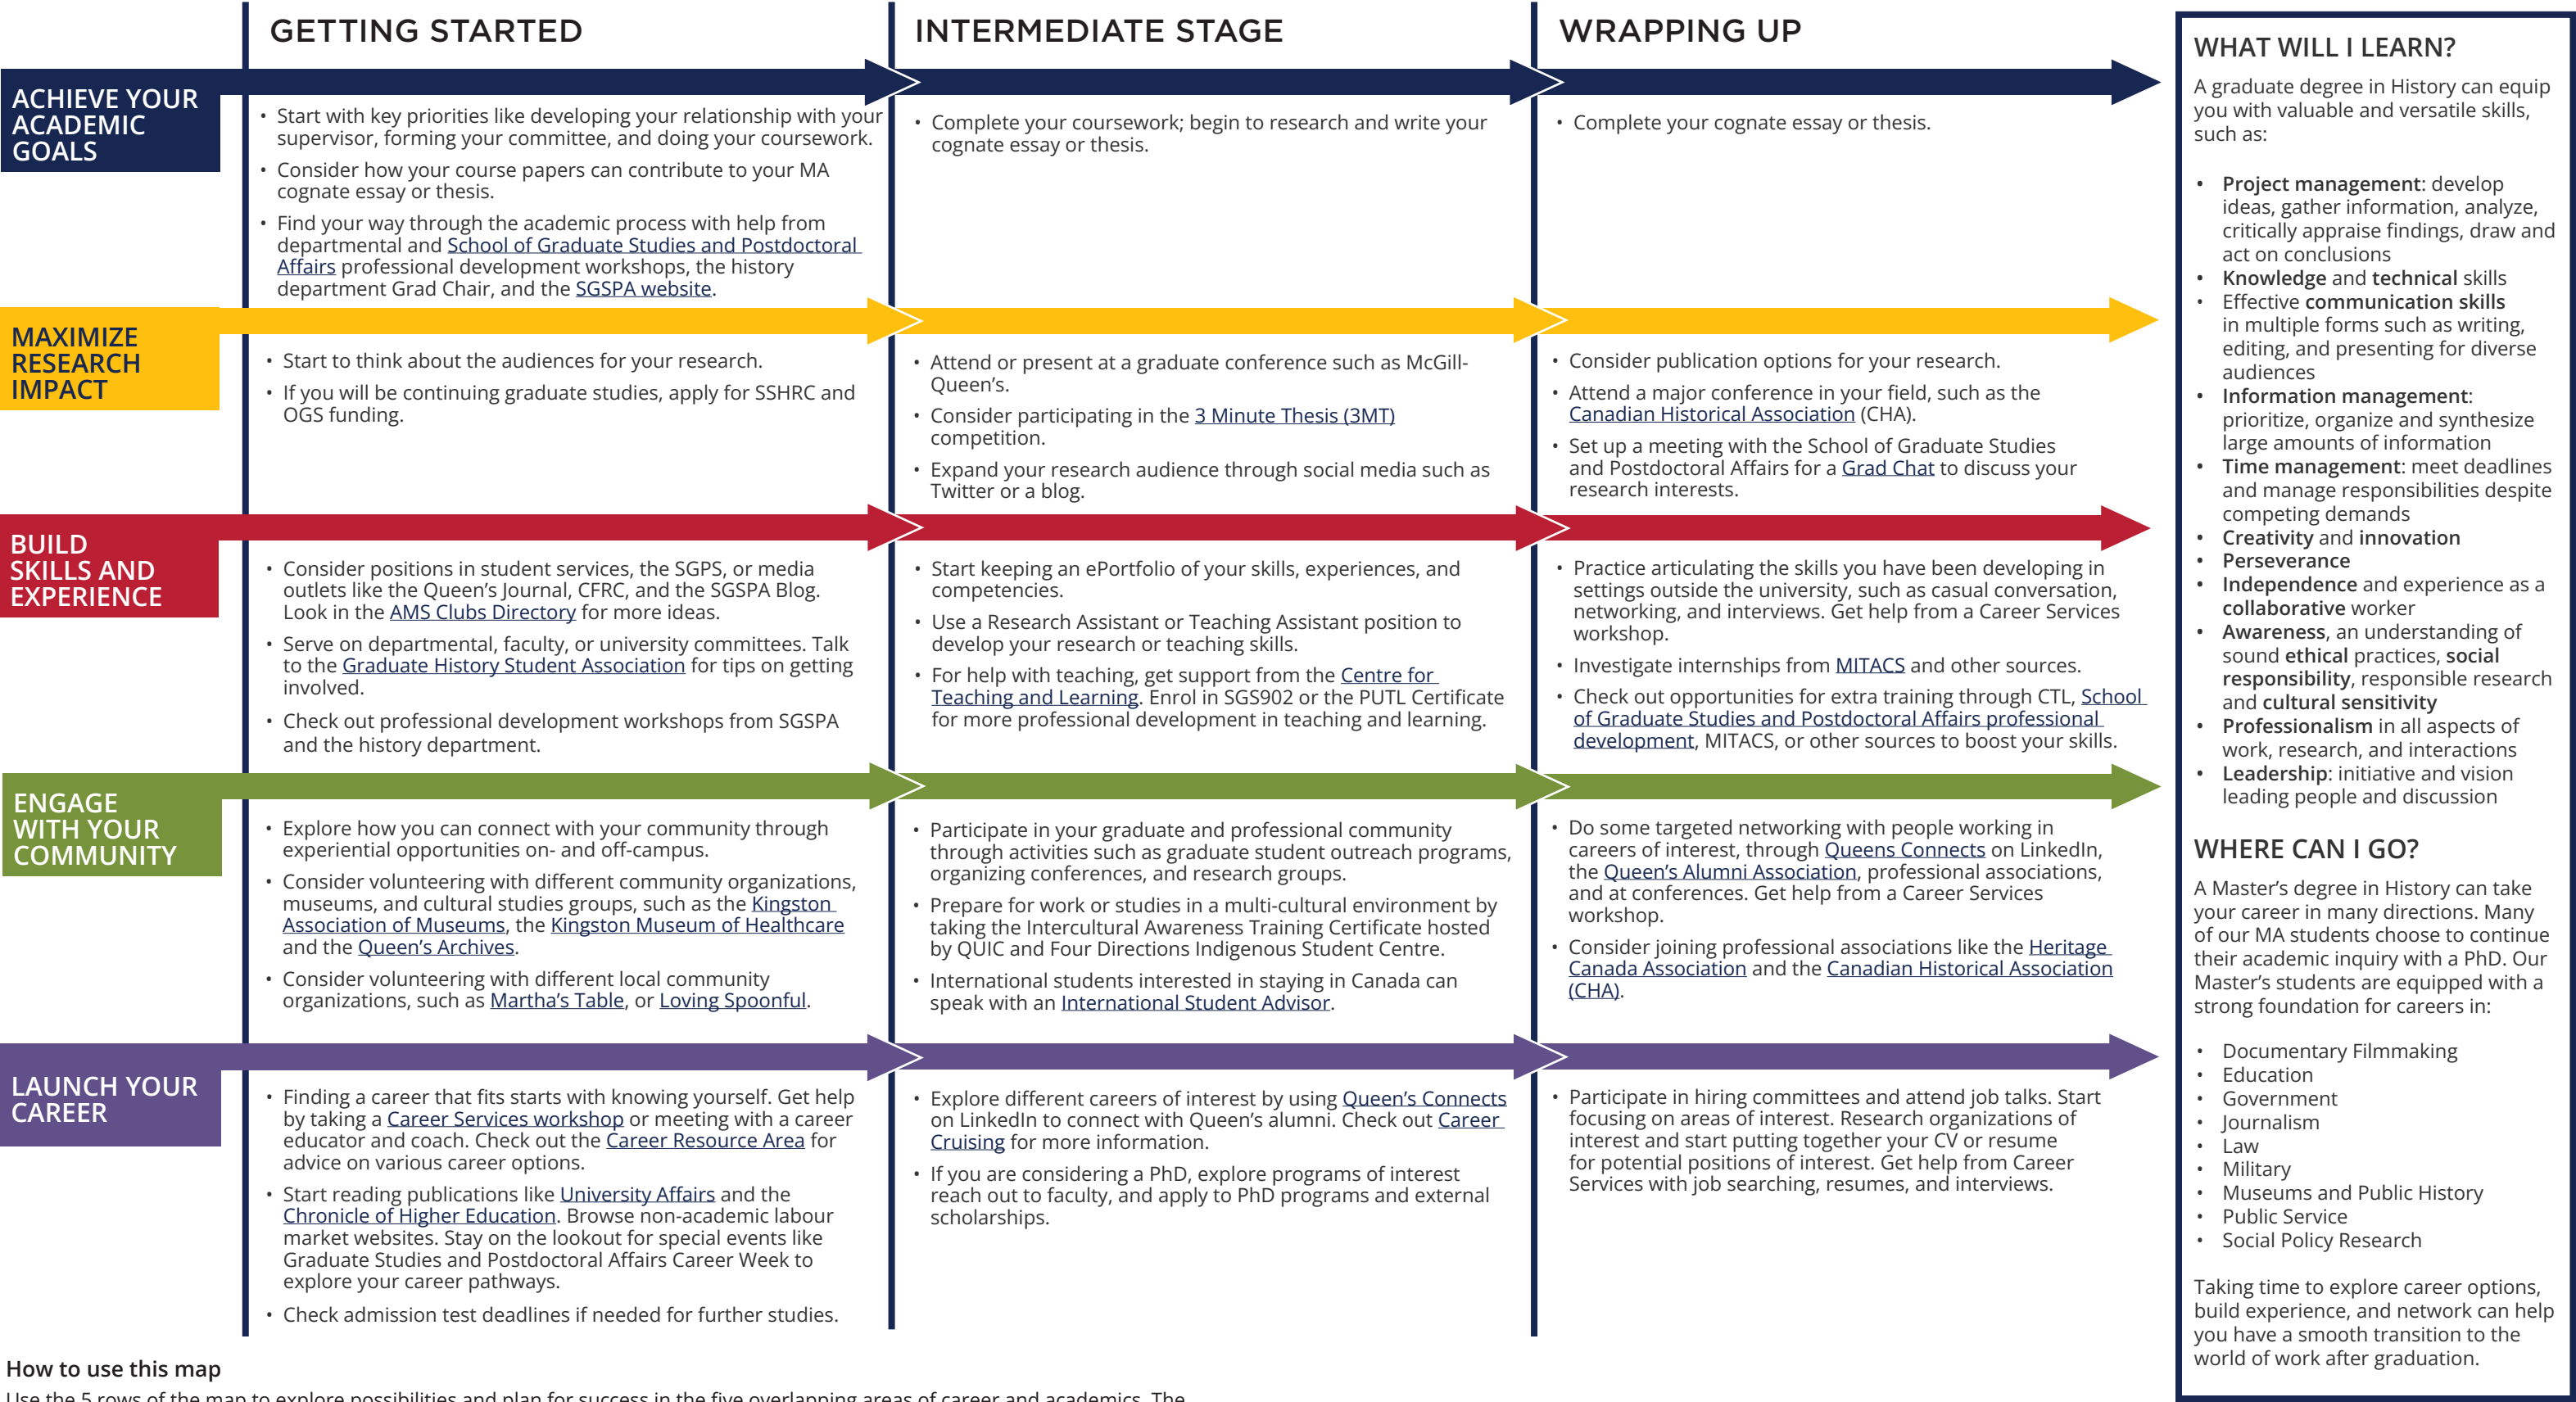 GETTING STARTED
INTERMEDIATE STAGE
WRAPPING UP
ACHIEVE YOUR
ACADEMIC
GOALS
• Start with key priorities like developing your relationship with your
supervisor, forming your committee, and doing your coursework.
• Consider how your course papers can contribute to your MA
cognate essay or thesis.
• Find your way through the academic process with help from
departmental and School of Graduate Studies and Postdoctoral
Affairs professional development workshops, the history
department Grad Chair, and the SGSPA website.
• Complete your coursework; begin to research and write your
cognate essay or thesis.
• Complete your cognate essay or thesis.
MAXIMIZE
RESEARCH
IMPACT
• Start to think about the audiences for your research.
• If you will be continuing graduate studies, apply for SSHRC and
OGS funding.
• Attend or present at a graduate conference such as McGill-
Queen's.
• Consider participating in the 3 Minute Thesis (3MT)
competition.
• Expand your research audience through social media such as
Twitter or a blog.
• Consider publication options for your research.
• Attend a major conference in your field, such as the
Canadian Historical Association (CHA).
• Set up a meeting with the School of Graduate Studies
and Postdoctoral Affairs for a Grad Chat to discuss your
research interests.
BUILD
SKILLS AND
EXPERIENCE
• Consider positions in student services, the SGPS, or media
outlets like the Queen's Journal, CFRC, and the SGSPA Blog.
Look in the AMS Clubs Directory for more ideas.
• Serve on departmental, faculty, or university committees. Talk
to the Graduate History Student Association for tips on getting
involved.
• Check out professional development workshops from SGSPA
and the history department.
• Start keeping an ePortfolio of your skills, experiences, and
competencies.
• Use a Research Assistant or Teaching Assistant position to
develop your research or teaching skills.
• For help with teaching, get support from the Centre for
Teaching and Learning. Enrol in SGS902 or the PUTL Certificate
for more professional development in teaching and learning.
• Practice articulating the skills you have been developing in
settings outside the university, such as casual conversation,
networking, and interviews. Get help from a Career Services
workshop.
• Investigate internships from MITACS and other sources.
• Check out opportunities for extra training through CTL, School
of Graduate Studies and Postdoctoral Affairs professional
development, MITACS, or other sources to boost your skills.
ENGAGE
WITH YOUR
COMMUNITY
• Explore how you can connect with your community through
experiential opportunities on- and off-campus.
• Consider volunteering with different community organizations,
museums, and cultural studies groups, such as the Kingston
Association of Museums, the Kingston Museum of Healthcare
and the Queen's Archives.
• Consider volunteering with different local community
organizations, such as Martha's Table, or Loving Spoonful.
• Participate in your graduate and professional community
through activities such as graduate student outreach programs,
organizing conferences, and research groups.
• Prepare for work or studies in a multi-cultural environment by
taking the Intercultural Awareness Training Certificate hosted
by QUIC and Four Directions Indigenous Student Centre.
• International students interested in staying in Canada can
speak with an International Student Advisor.
• Do some targeted networking with people working in
careers of interest, through Queens Connects on LinkedIn,
the Queen's Alumni Association, professional associations,
and at conferences. Get help from a Career Services
workshop.
• Consider joining professional associations like the Heritage
Canada Association and the Canadian Historical Association
(CHA).
LAUNCH YOUR
CAREER
• Finding a career that fits starts with knowing yourself. Get help
by taking a Career Services workshop or meeting with a career
educator and coach. Check out the Career Resource Area for
advice on various career options.
• Start reading publications like University Affairs and the
Chronicle of Higher Education. Browse non-academic labour
market websites. Stay on the lookout for special events like
Graduate Studies and Postdoctoral Affairs Career Week to
explore your career pathways.
• Check admission test deadlines if needed for further studies.
• Explore different careers of interest by using Queen's Connects
on LinkedIn to connect with Queen's alumni. Check out Career
Cruising for more information.
• If you are considering a PhD, explore programs of interest
reach out to faculty, and apply to PhD programs and external
scholarships.
• Participate in hiring committees and attend job talks. Start
focusing on areas of interest. Research organizations of
interest and start putting together your CV or resume
for potential positions of interest. Get help from Career
Services with job searching, resumes, and interviews.
How to use this map
Use the 5 rows of the map to explore possibilities and plan for success in the five overlapping areas of career and academics. The
WHAT WILL I LEARN?
A graduate degree in History can equip
you with valuable and versatile skills,
such as:
• Project management: develop
ideas, gather information, analyze,
critically appraise findings, draw and
act on conclusions
• Knowledge and technical skills
• Effective communication skills
in multiple forms such as writing,
editing, and presenting for diverse
audiences
• Information management:
prioritize, organize and synthesize
large amounts of information
• Time management: meet deadlines
and manage responsibilities despite
competing demands
• Creativity and innovation
• Perseverance
• Independence and experience as a
collaborative worker
• Awareness, an understanding of
sound ethical practices, social
responsibility, responsible research
and cultural sensitivity
• Professionalism in all aspects of
work, research, and interactions
• Leadership: initiative and vision
leading people and discussion
WHERE CAN I GO?
A Master's degree in History can take
your career in many directions. Many
of our MA students choose to continue
their academic inquiry with a PhD. Our
Master's students are equipped with a
strong foundation for careers in:
• Documentary Filmmaking
• Education
• Government
• Journalism
• Law
• Military
• Museums and Public History
• Public Service
• Social Policy Research
Taking time to explore career options,
build experience, and network can help
you have a smooth transition to the
world of work after graduation.